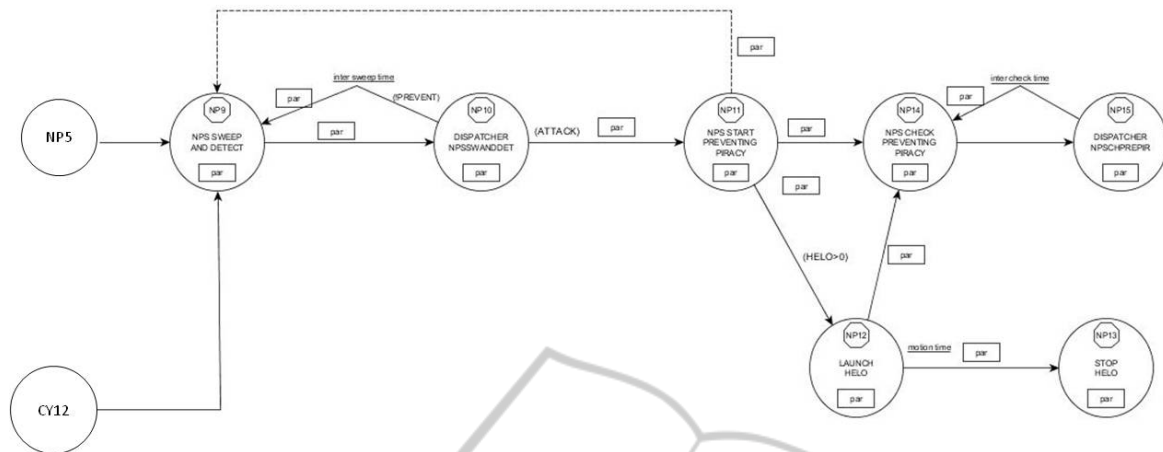 par
inter sweep time
inter check time
par
(!PREVENT)
par
NP9
NP10
NP11
NP14
NP15
NP5
NPS SWEEP
AND DETECT
par
par
DISPATCHER
NPSSWANDDET
par
(ATTACK)
par
NPS START
PREVENTING
PIRACY
par
par
NPS CHECK
PREVENTING
PIRACY
par
DISPATCHER
NPSCHPREPIR
par
par
(HELO>0)
par
NP12
NP13
CY12
LAUNCH
HELO
par
motion time
par
STOP
HELO
par